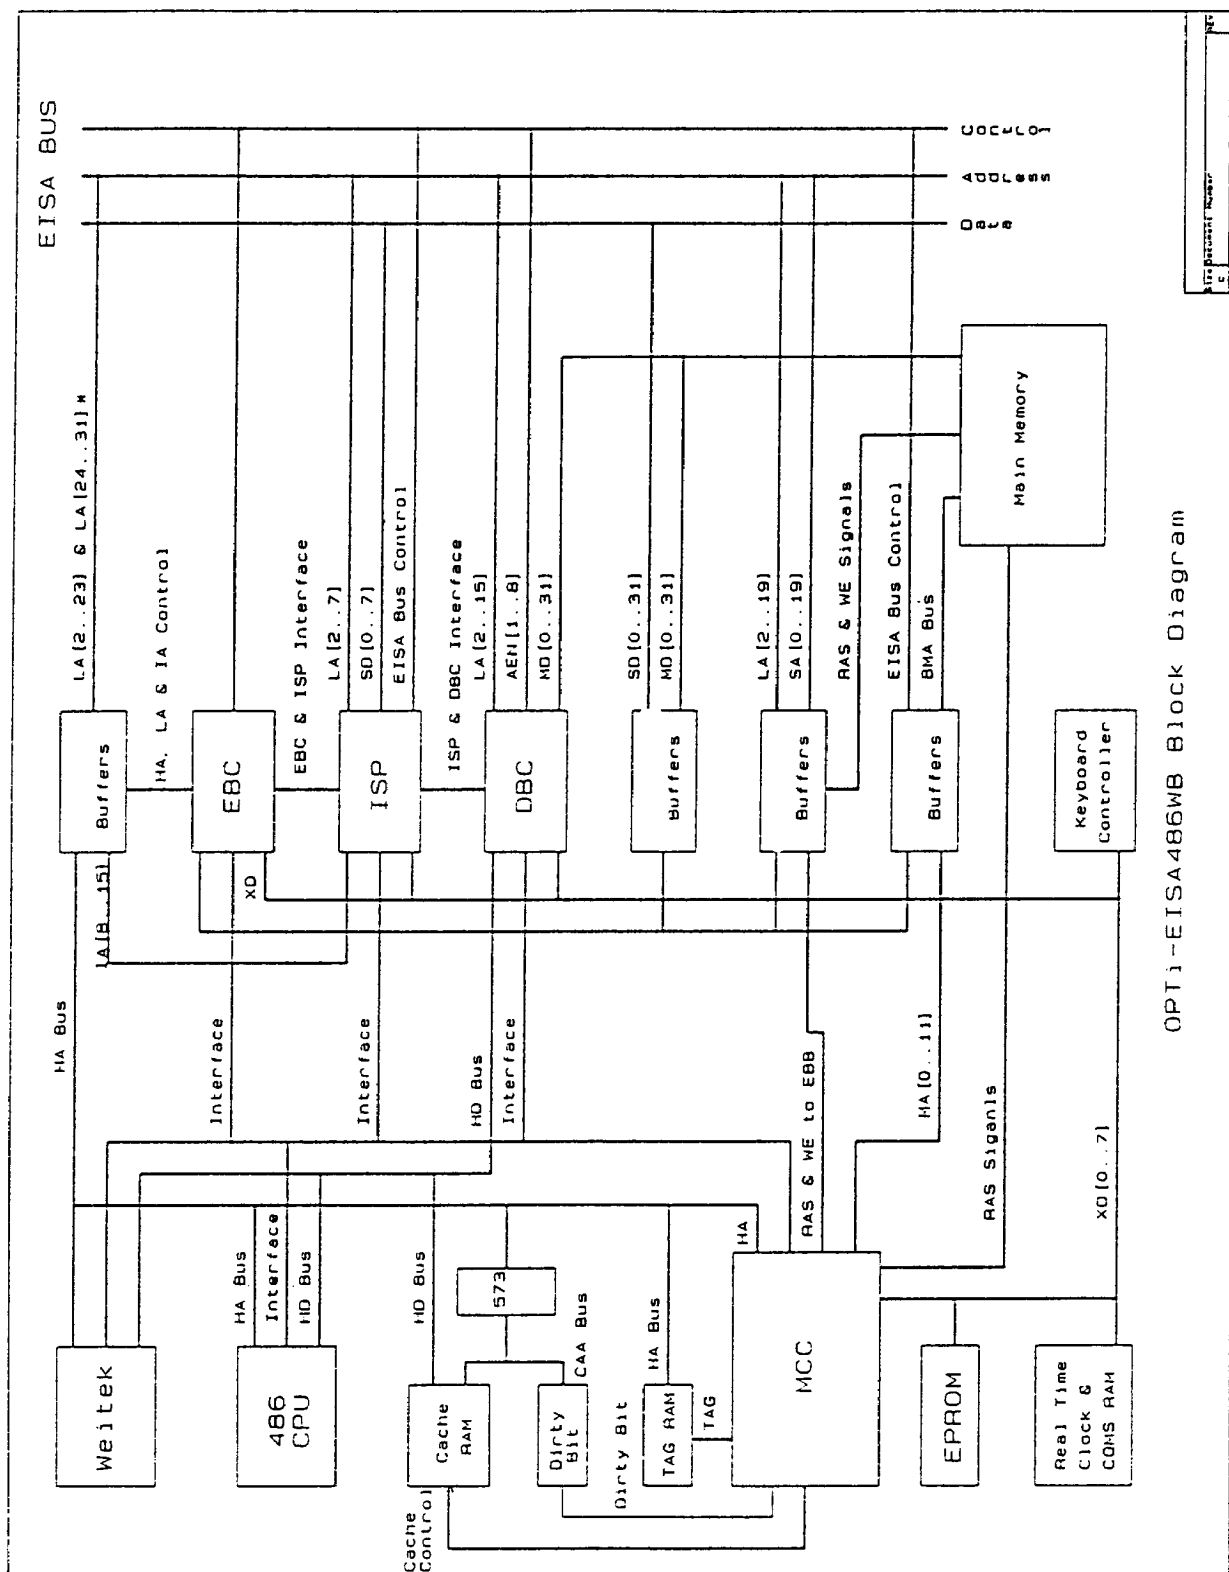 EISA BUS
Control
Address
Data
LA[2..23] & LA[24..31]*
HA, LA & IA Control
EBC & ISP Interface
LA[2..7]
SD[0..7]
EISA Bus Control
ISP & DBC Interface
LA[2..15]
AEN[1..8]
MD[0..31]
SD[0..31]
MD[0..31]
LA[2..19]
SA[0..19]
RAS & WE Signals
EISA Bus Control
BMA Bus
Main Memory
Buffers
EBC
ISP
DBC
Buffers
Buffers
Buffers
Keyboard
Controller
LA[8..15]
XD
HA Bus
Interface
Interface
HD Bus
Interface
RAS & WE to EBB
MA[0..11]
RAS Siganls
XD[0..7]
HA Bus
Interface
HD Bus
HD Bus
573
CAA Bus
HA Bus
HA
Weitek
486
CPU
Cache
RAM
Dirty
Bit
TAG RAM
TAG
MCC
EPROM
Real Time
Clock &
COMS RAM
Cache
Control
Dirty Bit
OPTi-EISA486WB Block Diagram
Size
Document Number
REV
C